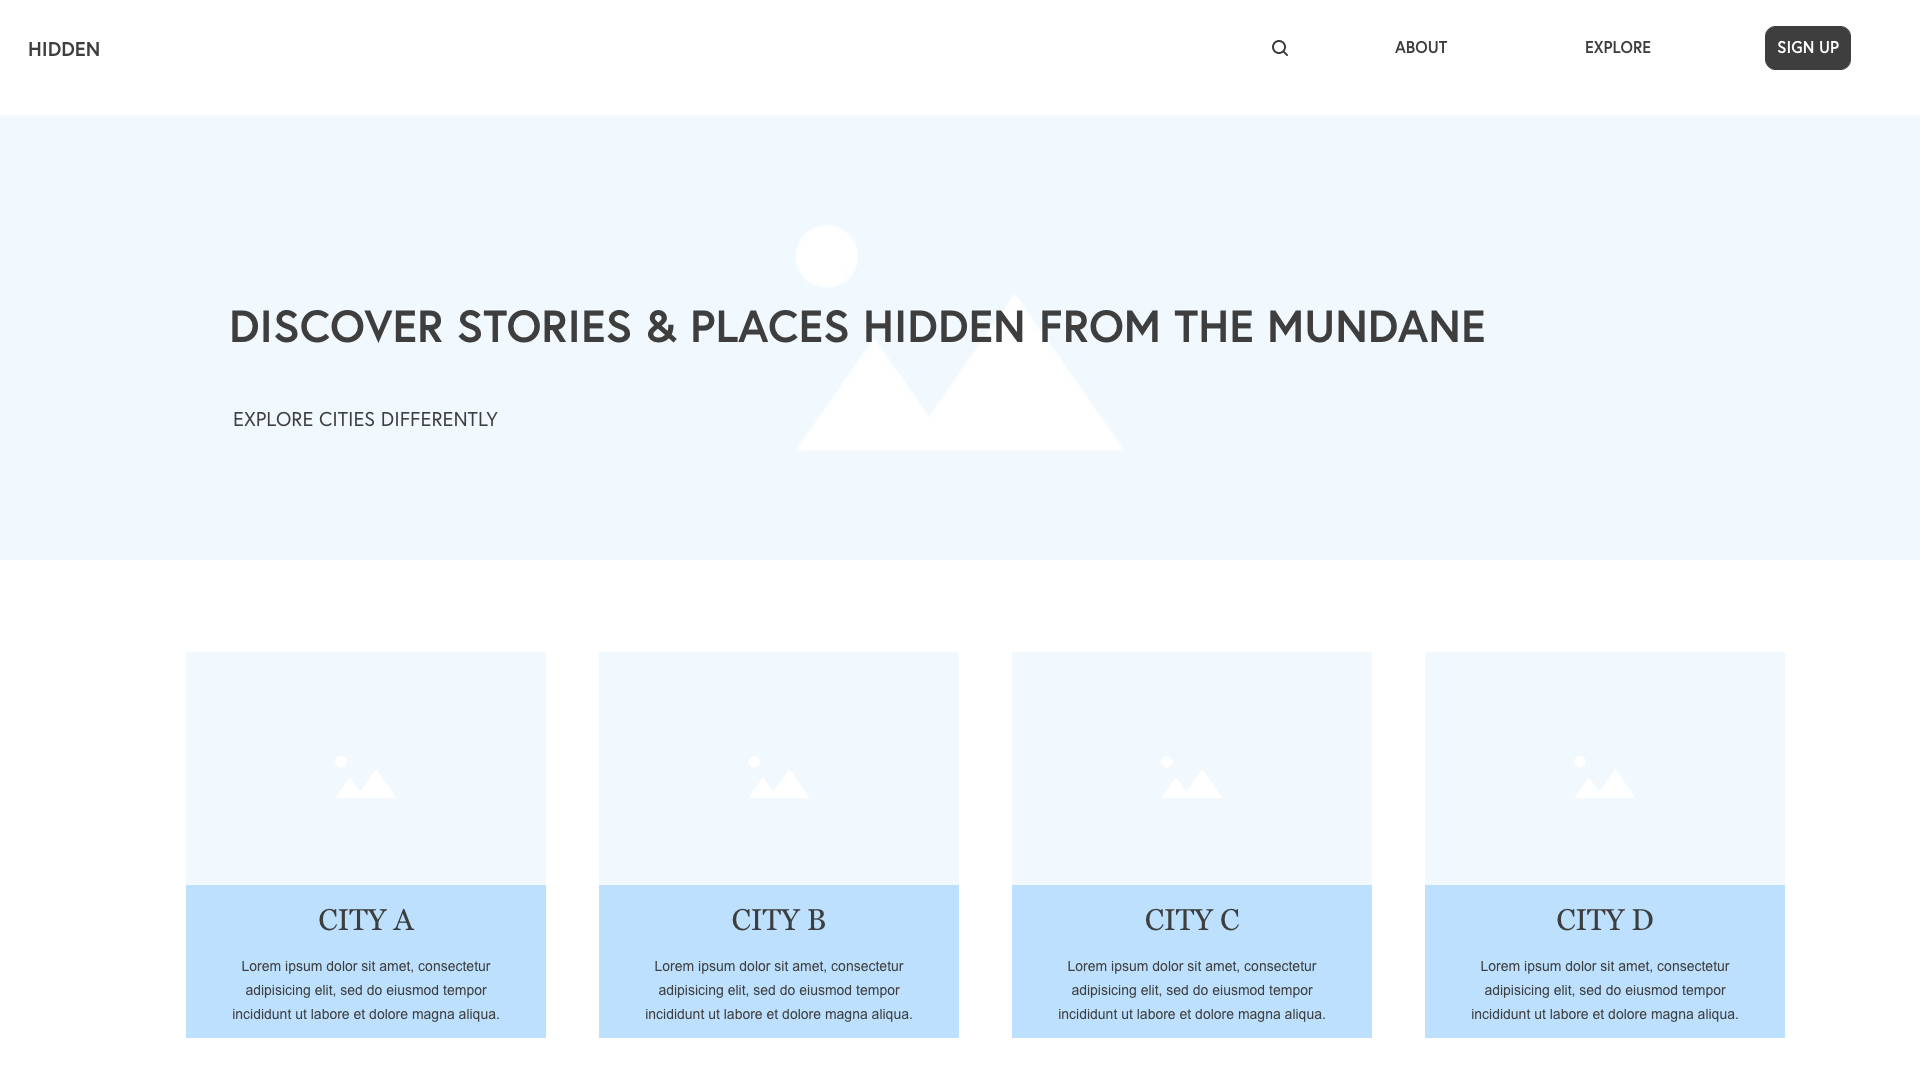 HIDDEN
ABOUT
EXPLORE
SIGN UP
DISCOVER STORIES & PLACES HIDDEN FROM THE MUNDANE
EXPLORE CITIES DIFFERENTLY
CITY A
Lorem ipsum dolor sit amet, consectetur
adipisicing elit, sed do eiusmod tempor
incididunt ut labore et dolore magna aliqua.
CITY B
Lorem ipsum dolor sit amet, consectetur
adipisicing elit, sed do eiusmod tempor
incididunt ut labore et dolore magna aliqua.
CITY C
Lorem ipsum dolor sit amet, consectetur
adipisicing elit, sed do eiusmod tempor
incididunt ut labore et dolore magna aliqua.
CITY D
Lorem ipsum dolor sit amet, consectetur
adipisicing elit, sed do eiusmod tempor
incididunt ut labore et dolore magna aliqua.